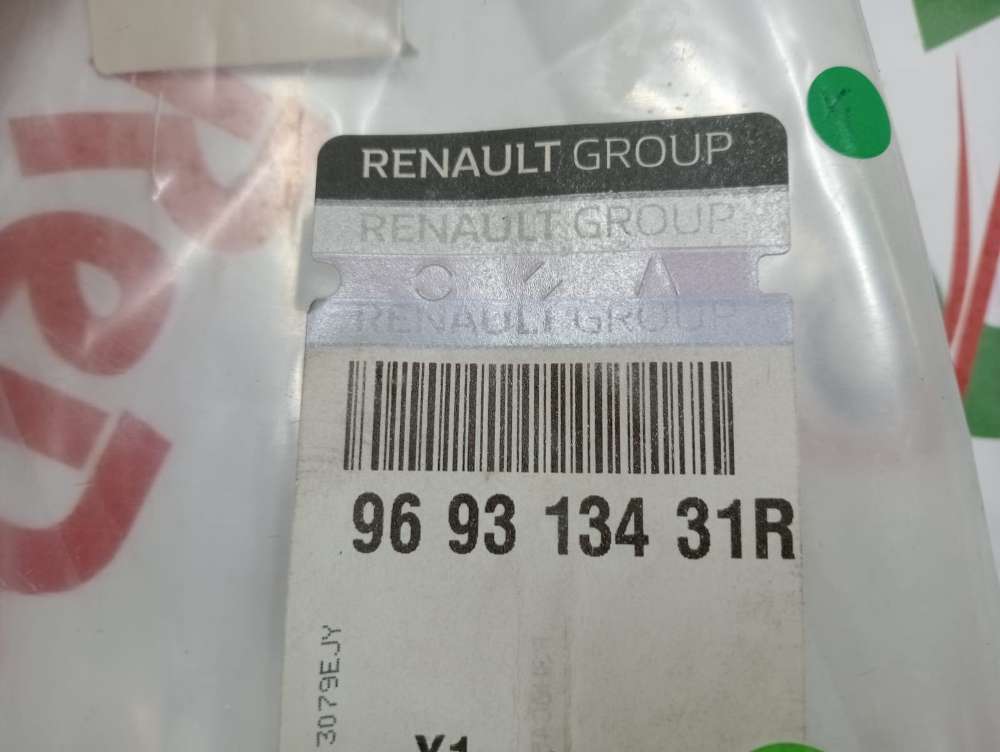 RENAULT GROUP
RENAULT GROUP
RENAULT GROUP
96 93 134 31R
3079EJY
X1